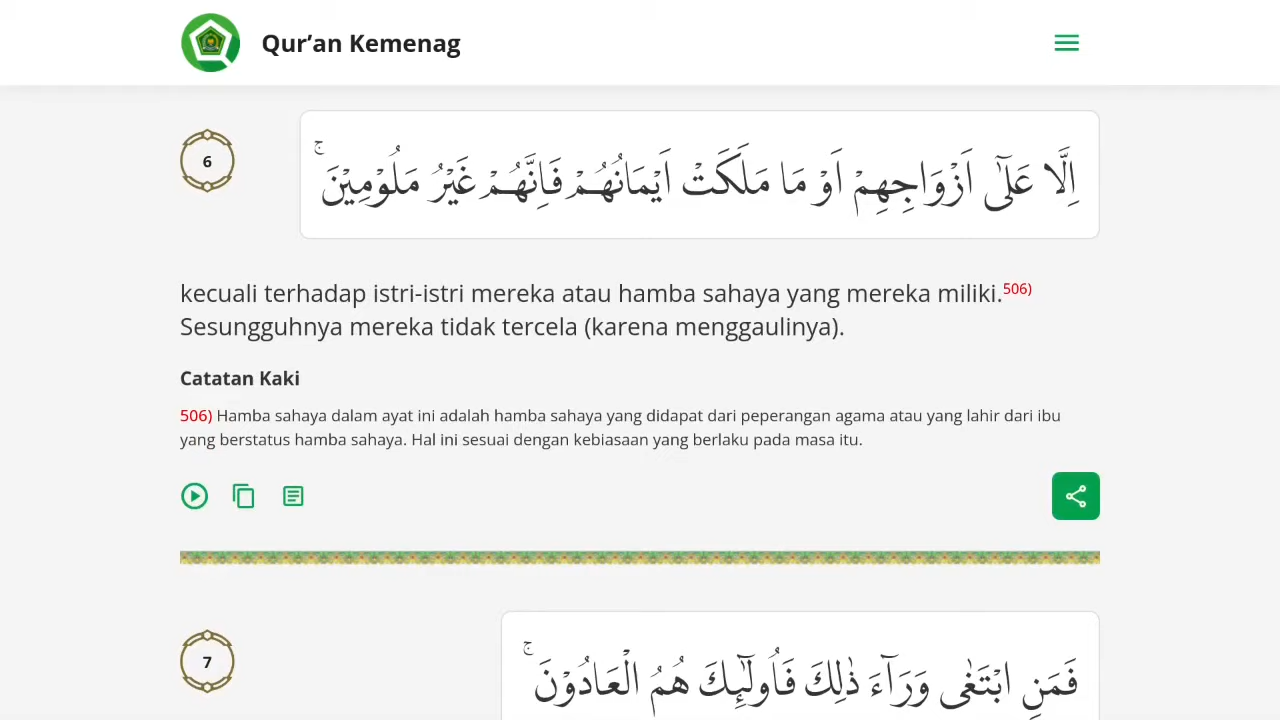 Qur’an Kemenag
6
اِلَّا عَلٰٓى اَزْوَاجِهِمْ اَوْ مَا مَلَكَتْ اَيْمَانُهُمْ فَاِنَّهُمْ غَيْرُ مَلُوْمِيْنَۚ
kecuali terhadap istri-istri mereka atau hamba sahaya yang mereka miliki.506)
Sesungguhnya mereka tidak tercela (karena menggaulinya).
Catatan Kaki
506) Hamba sahaya dalam ayat ini adalah hamba sahaya yang didapat dari peperangan agama atau yang lahir dari ibu
yang berstatus hamba sahaya. Hal ini sesuai dengan kebiasaan yang berlaku pada masa itu.
7
فَمَنِ ابْتَغٰى وَرَاۤءَ ذٰلِكَ فَاُولٰۤىِٕكَ هُمُ الْعَادُوْنَۚ